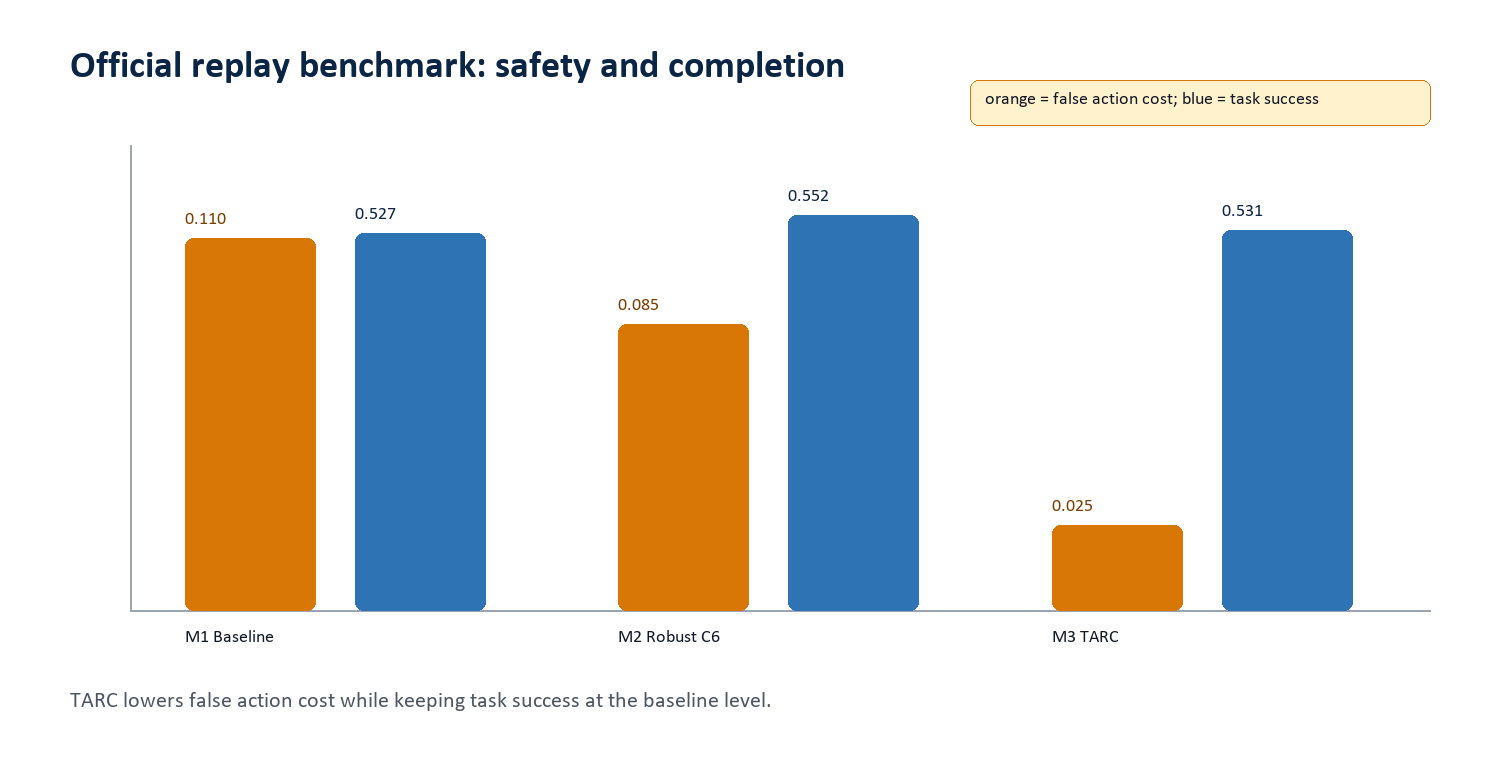 Official replay benchmark: safety and completion
orange = false action cost; blue = task success
0.110
0.527
0.085
0.552
0.025
0.531
M1 Baseline
M2 Robust C6
M3 TARC
TARC lowers false action cost while keeping task success at the baseline level.